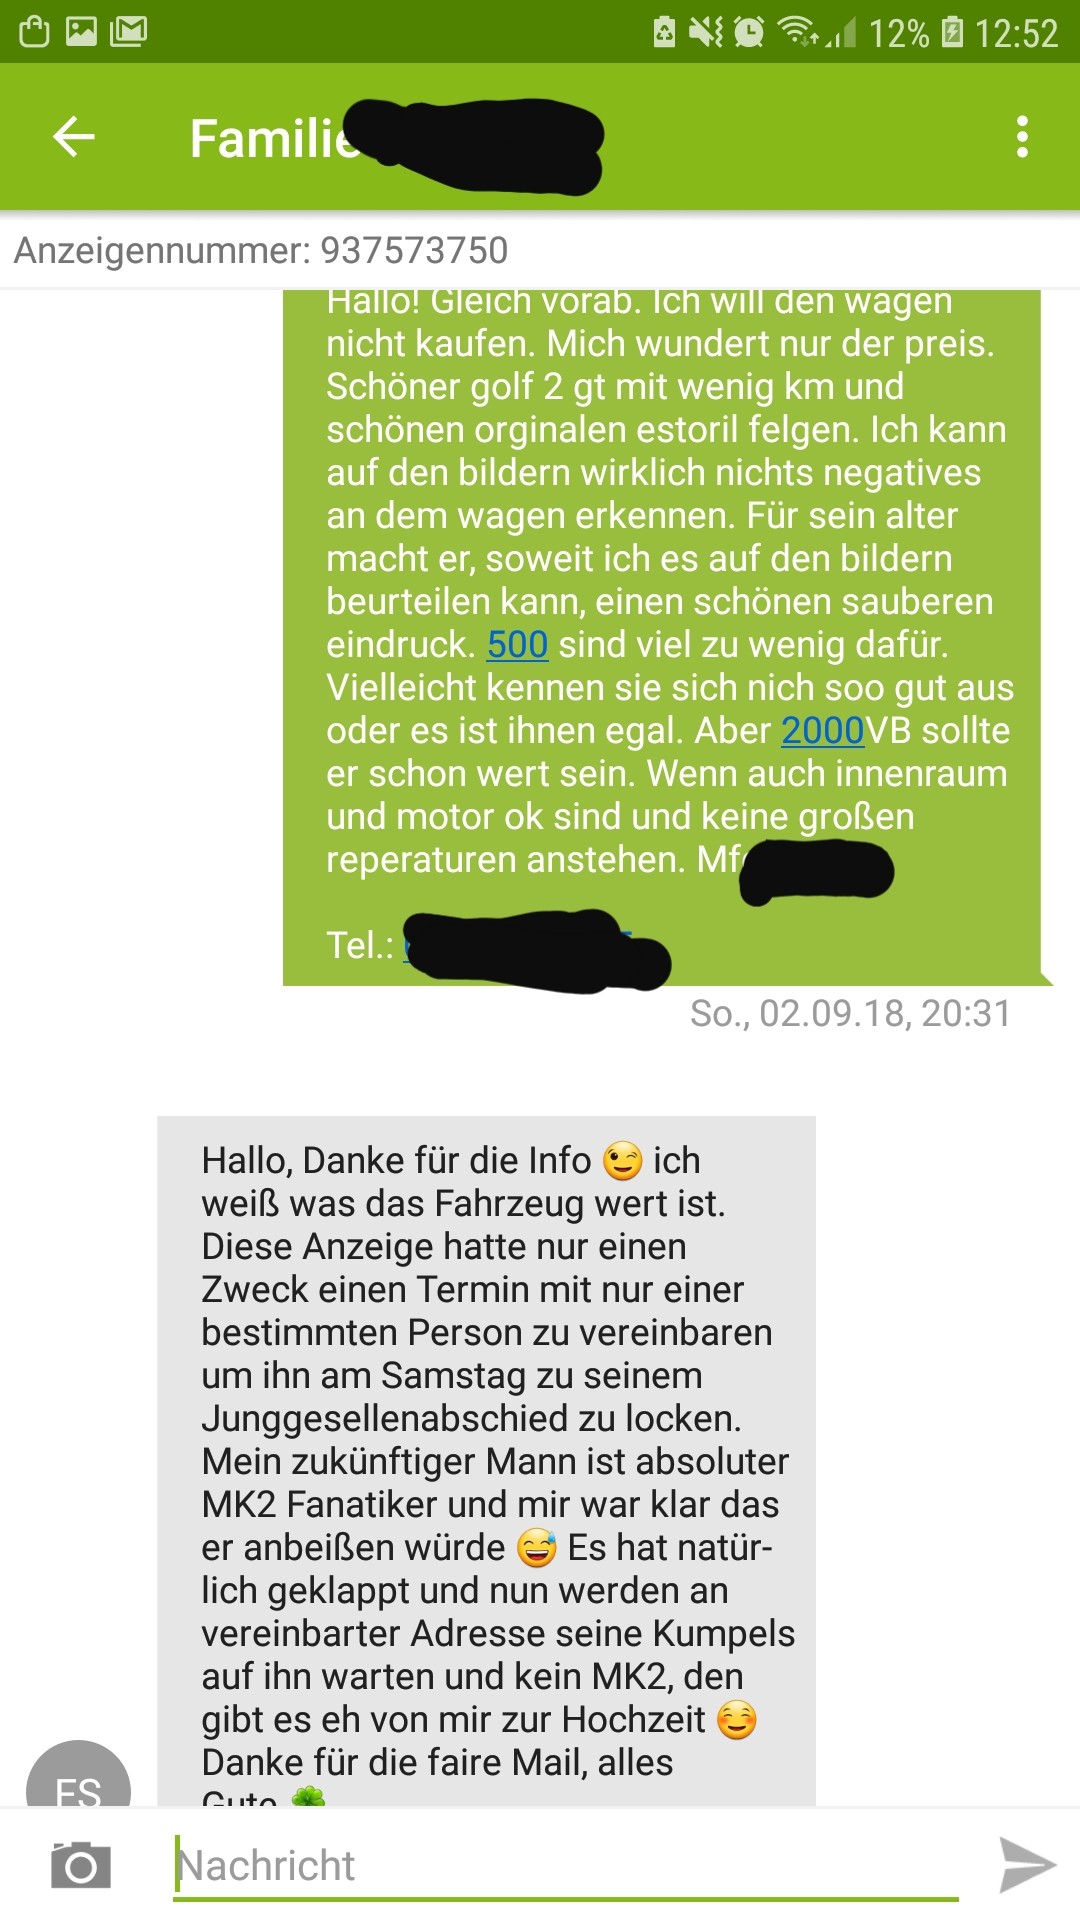 12% 12:52
Familie
Anzeigennummer: 937573750
Hallo! Gleich vorab. Ich will den wagen
nicht kaufen. Mich wundert nur der preis.
Schöner golf 2 gt mit wenig km und
schönen orginalen estoril felgen. Ich kann
auf den bildern wirklich nichts negatives
an dem wagen erkennen. Für sein alter
macht er, soweit ich es auf den bildern
beurteilen kann, einen schönen sauberen
eindruck. 500 sind viel zu wenig dafür.
Vielleicht kennen sie sich nich soo gut aus
oder es ist ihnen egal. Aber 2000VB sollte
er schon wert sein. Wenn auch innenraum
und motor ok sind und keine großen
reperaturen anstehen. Mf
Tel.:
So., 02.09.18, 20:31
Hallo, Danke für die Info 😉 ich
weiß was das Fahrzeug wert ist.
Diese Anzeige hatte nur einen
Zweck einen Termin mit nur einer
bestimmten Person zu vereinbaren
um ihn am Samstag zu seinem
Junggesellenabschied zu locken.
Mein zukünftiger Mann ist absoluter
MK2 Fanatiker und mir war klar das
er anbeißen würde 😅 Es hat natür-
lich geklappt und nun werden an
vereinbarter Adresse seine Kumpels
auf ihn warten und kein MK2, den
gibt es eh von mir zur Hochzeit ☺️
Danke für die faire Mail, alles
Gute 🍀
FS
Nachricht